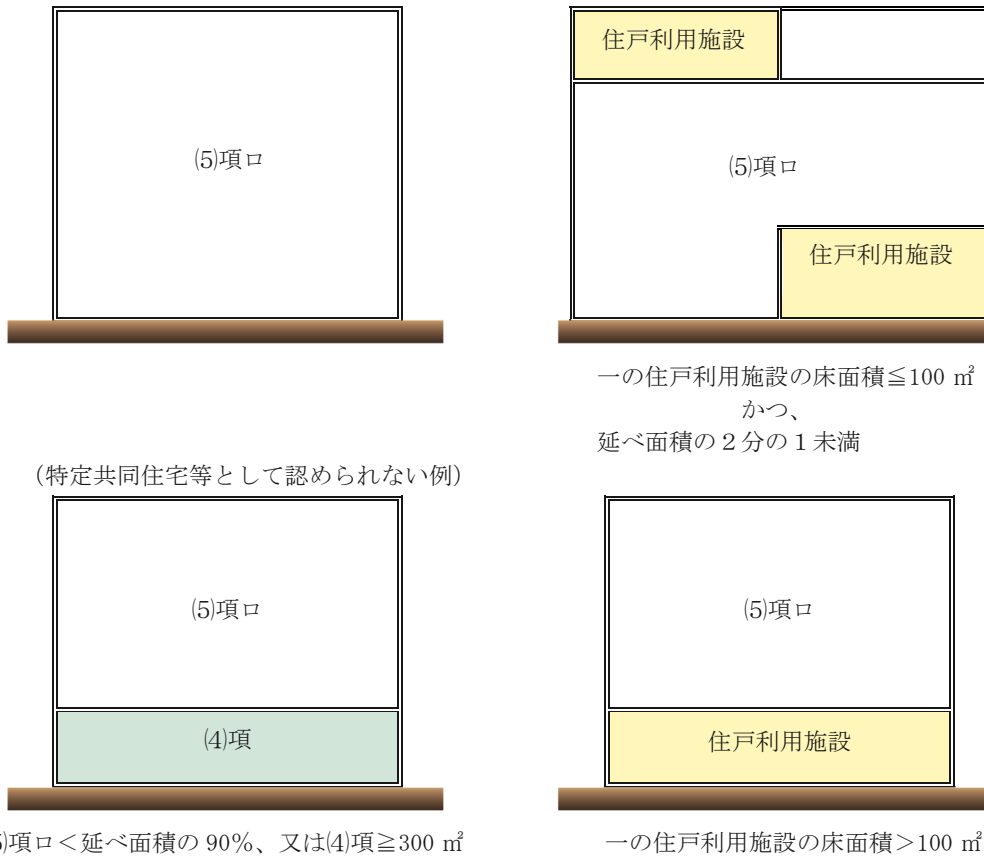 ⑸項ロ
住戸利用施設
⑸項ロ
住戸利用施設
一の住戸利用施設の床面積≦100 ㎡
かつ、
延べ面積の2分の1未満
（特定共同住宅等として認められない例）
⑸項ロ
⑷項
⑸項ロ
住戸利用施設
⑸項ロ＜延べ面積の 90％、又は⑷項≧300 ㎡
一の住戸利用施設の床面積＞100 ㎡